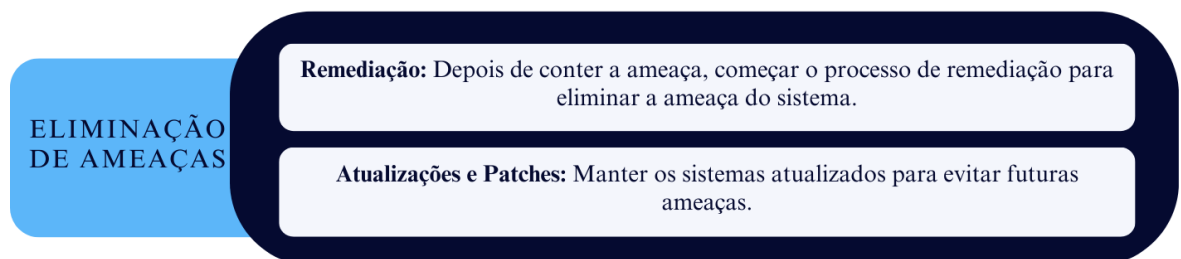 ELIMINAÇÃO
DE AMEAÇAS
Remediação: Depois de conter a ameaça, começar o processo de remediação para
eliminar a ameaça do sistema.
Atualizações e Patches: Manter os sistemas atualizados para evitar futuras
ameaças.